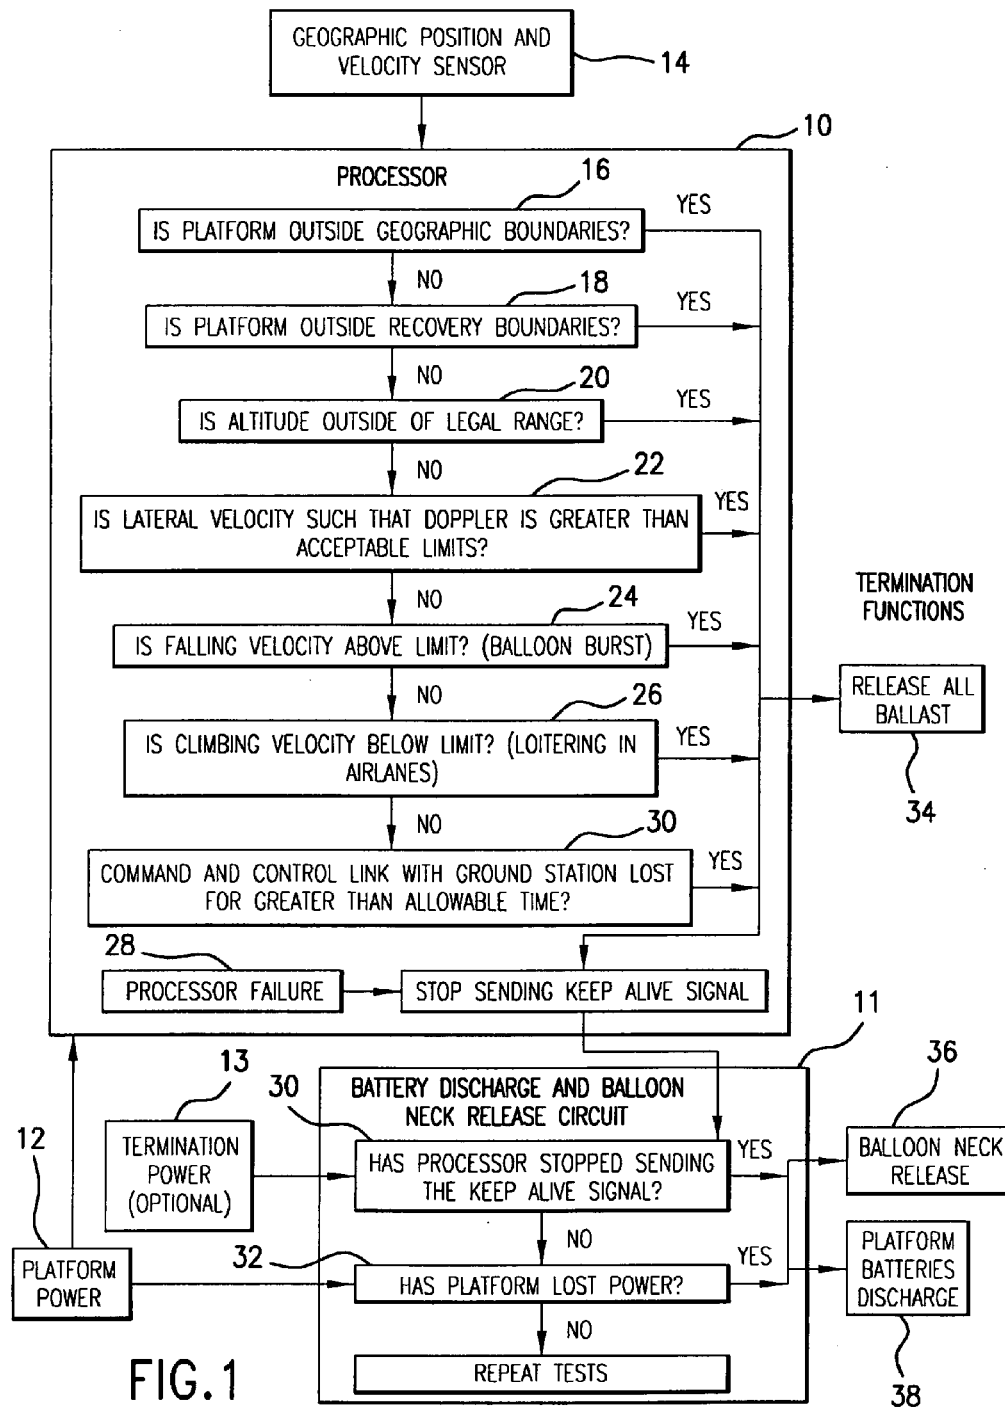 GEOGRAPHIC POSITION AND
VELOCITY SENSOR
14
10
PROCESSOR
16
YES
IS PLATFORM OUTSIDE GEOGRAPHIC BOUNDARIES?
NO
18
YES
IS PLATFORM OUTSIDE RECOVERY BOUNDARIES?
NO
20
YES
IS ALTITUDE OUTSIDE OF LEGAL RANGE?
NO
22
YES
IS LATERAL VELOCITY SUCH THAT DOPPLER IS GREATER THAN
ACCEPTABLE LIMITS?
NO
24
YES
IS FALLING VELOCITY ABOVE LIMIT? (BALLOON BURST)
NO
26
YES
IS CLIMBING VELOCITY BELOW LIMIT? (LOITERING IN
AIRLANES)
NO
30
YES
COMMAND AND CONTROL LINK WITH GROUND STATION LOST
FOR GREATER THAN ALLOWABLE TIME?
TERMINATION
FUNCTIONS
RELEASE ALL
BALLAST
34
28
PROCESSOR FAILURE
STOP SENDING KEEP ALIVE SIGNAL
11
13
TERMINATION
POWER
(OPTIONAL)
12
PLATFORM
POWER
BATTERY DISCHARGE AND BALLOON
NECK RELEASE CIRCUIT
30
HAS PROCESSOR STOPPED SENDING
THE KEEP ALIVE SIGNAL?
YES
NO
32
HAS PLATFORM LOST POWER?
YES
NO
REPEAT TESTS
36
BALLOON NECK
RELEASE
PLATFORM
BATTERIES
DISCHARGE
38
FIG.1